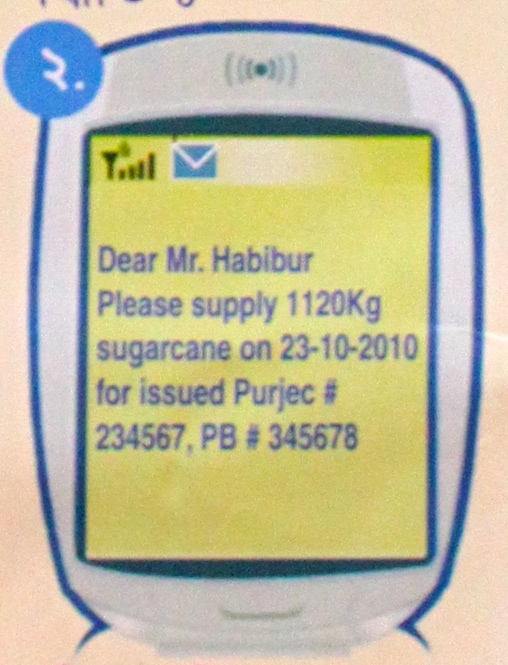 ২.
Dear Mr. Habibur
Please supply 1120Kg
sugarcane on 23-10-2010
for issued Purjec #
234567, PB # 345678